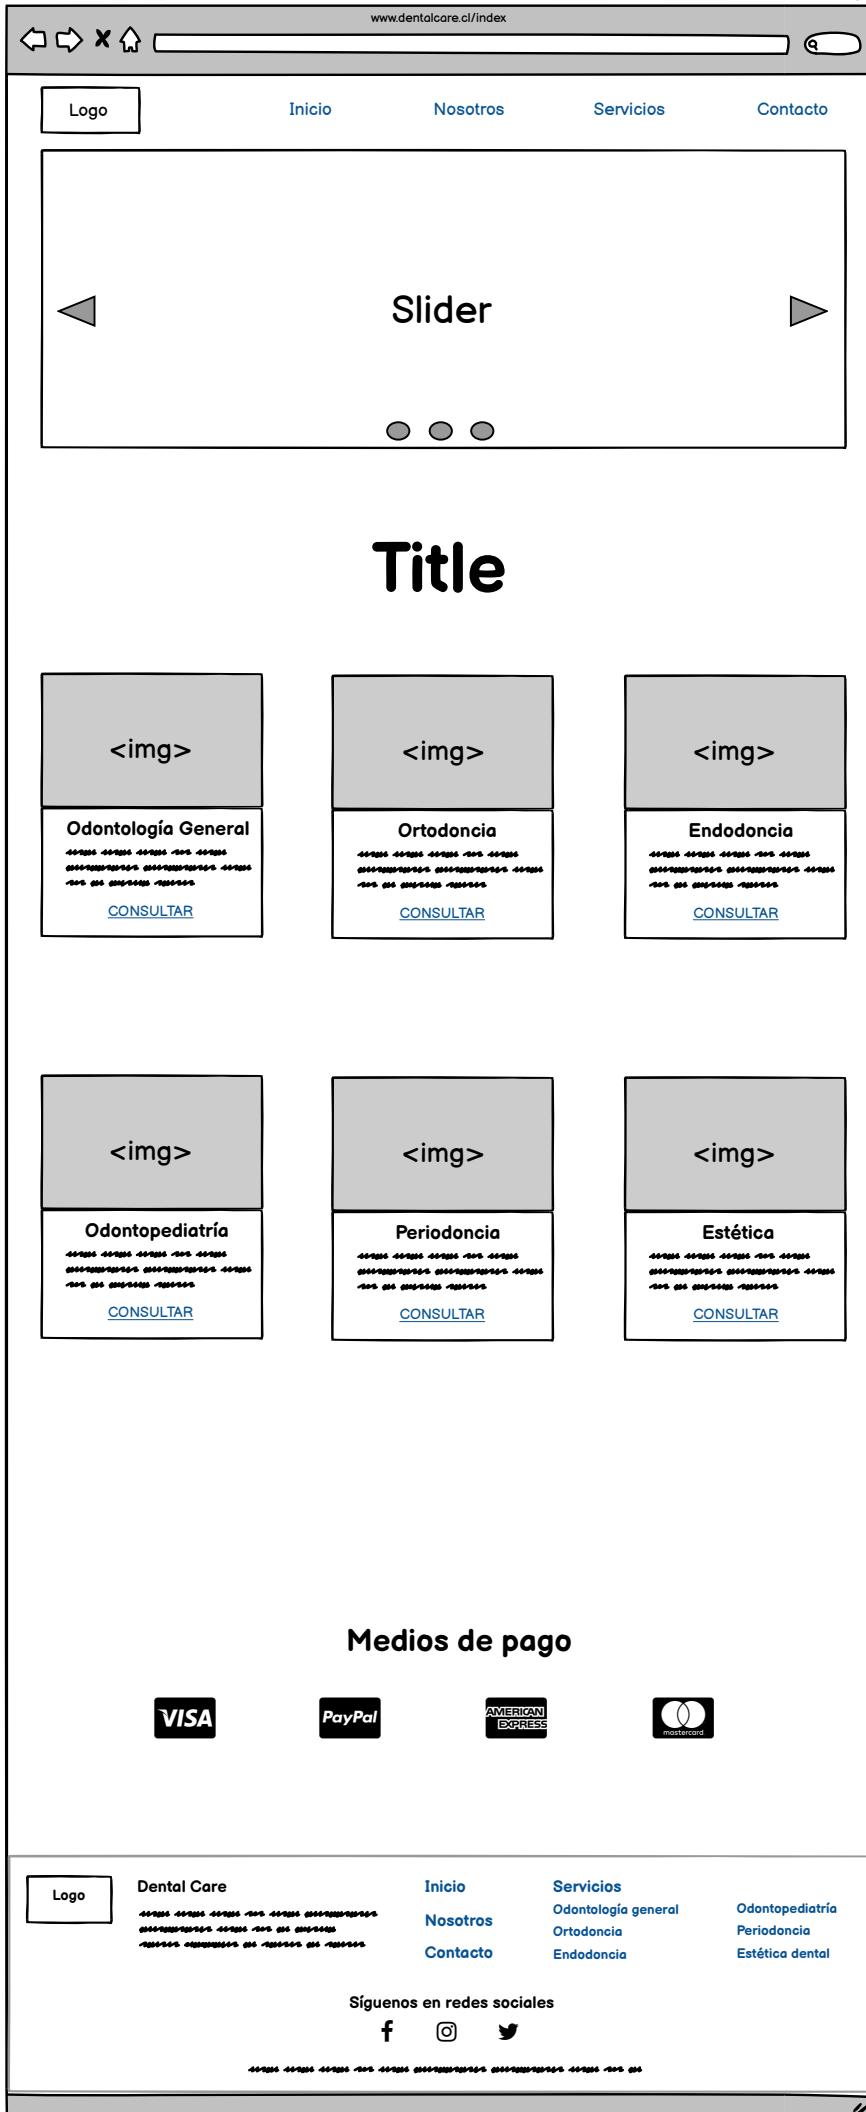 www.dentalcare.cl/index
Logo
Inicio
Nosotros
Servicios
Contacto
Slider
Title
<img>
<img>
<img>
Odontología General
CONSULTAR
Ortodoncia
CONSULTAR
Endodoncia
CONSULTAR
<img>
<img>
<img>
Odontopediatría
CONSULTAR
Periodoncia
CONSULTAR
Estética
CONSULTAR
Medios de pago
VISA
PayPal
AMERICAN
EXPRESS
mastercard
Logo
Dental Care
Inicio
Nosotros
Contacto
Servicios
Odontología general
Ortodoncia
Endodoncia
Odontopediatría
Periodoncia
Estética dental
Síguenos en redes sociales